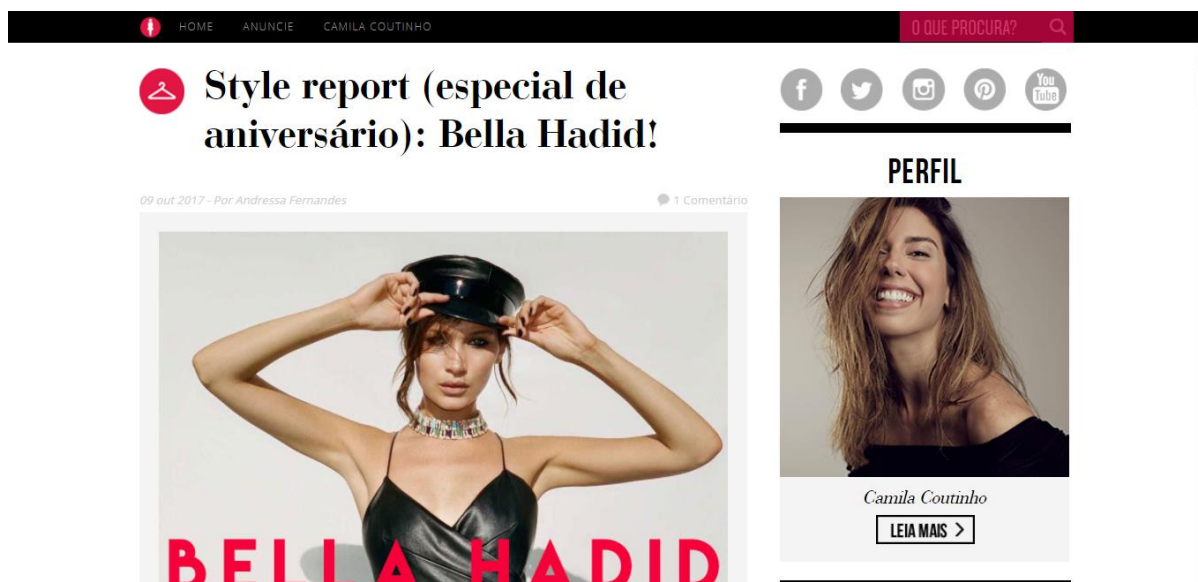 HOME ANUNCIE CAMILA COUTINHO O QUE PROCURA?
Style report (especial de
aniversário): Bella Hadid!
09 out 2017 - Por Andressa Fernandes 1 Comentário
BELLA HADID
You
Tube
PERFIL
Camila Coutinho
LEIA MAIS >